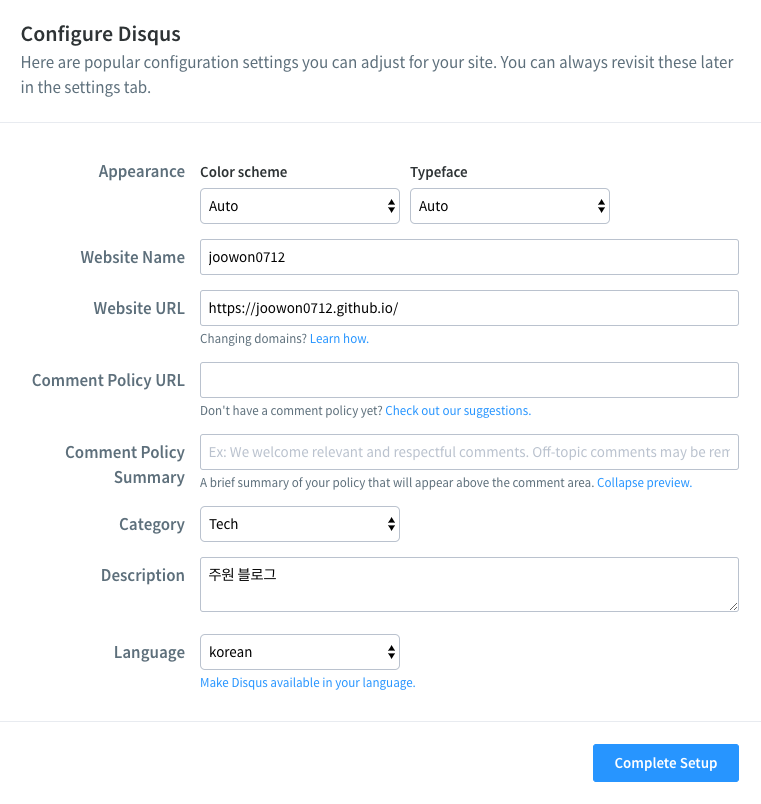 Configure Disqus
Here are popular configuration settings you can adjust for your site. You can always revisit these later
in the settings tab.
Appearance
Color scheme
Typeface
Auto
Auto
Website Name
joowon0712
Website URL
https://joowon0712.github.io/
Changing domains? Learn how.
Comment Policy URL
Don't have a comment policy yet? Check out our suggestions.
Comment Policy
Summary
Ex: We welcome relevant and respectful comments. Off-topic comments may be rem
A brief summary of your policy that will appear above the comment area. Collapse preview.
Category
Tech
Description
주원 블로그
Language
korean
Make Disqus available in your language.
Complete Setup